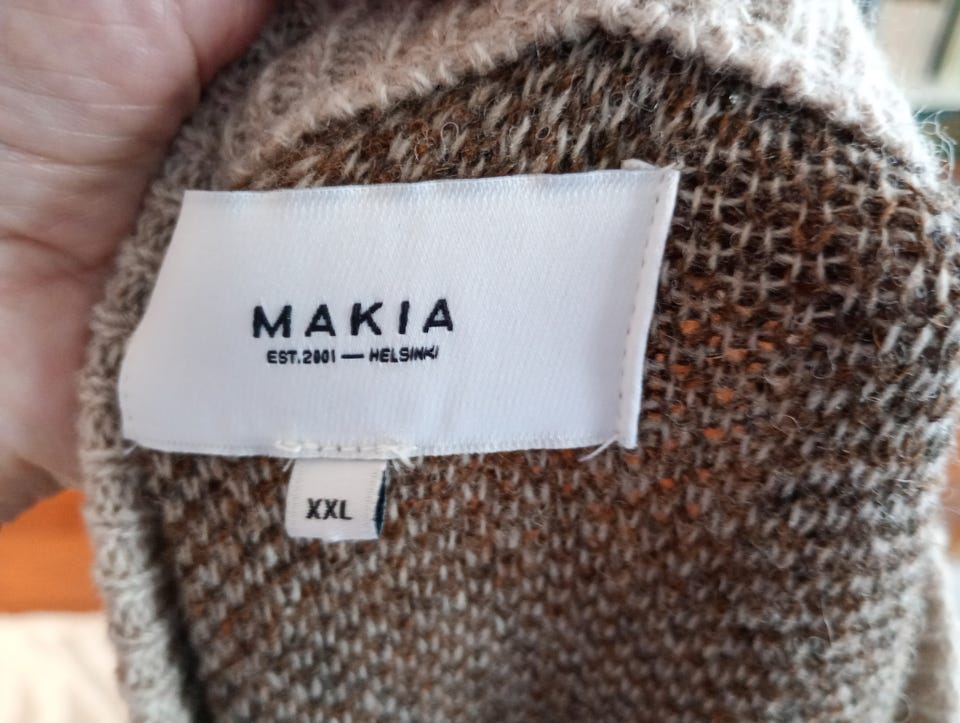 MAKIA
EST.2001 — HELSINKI
XXL